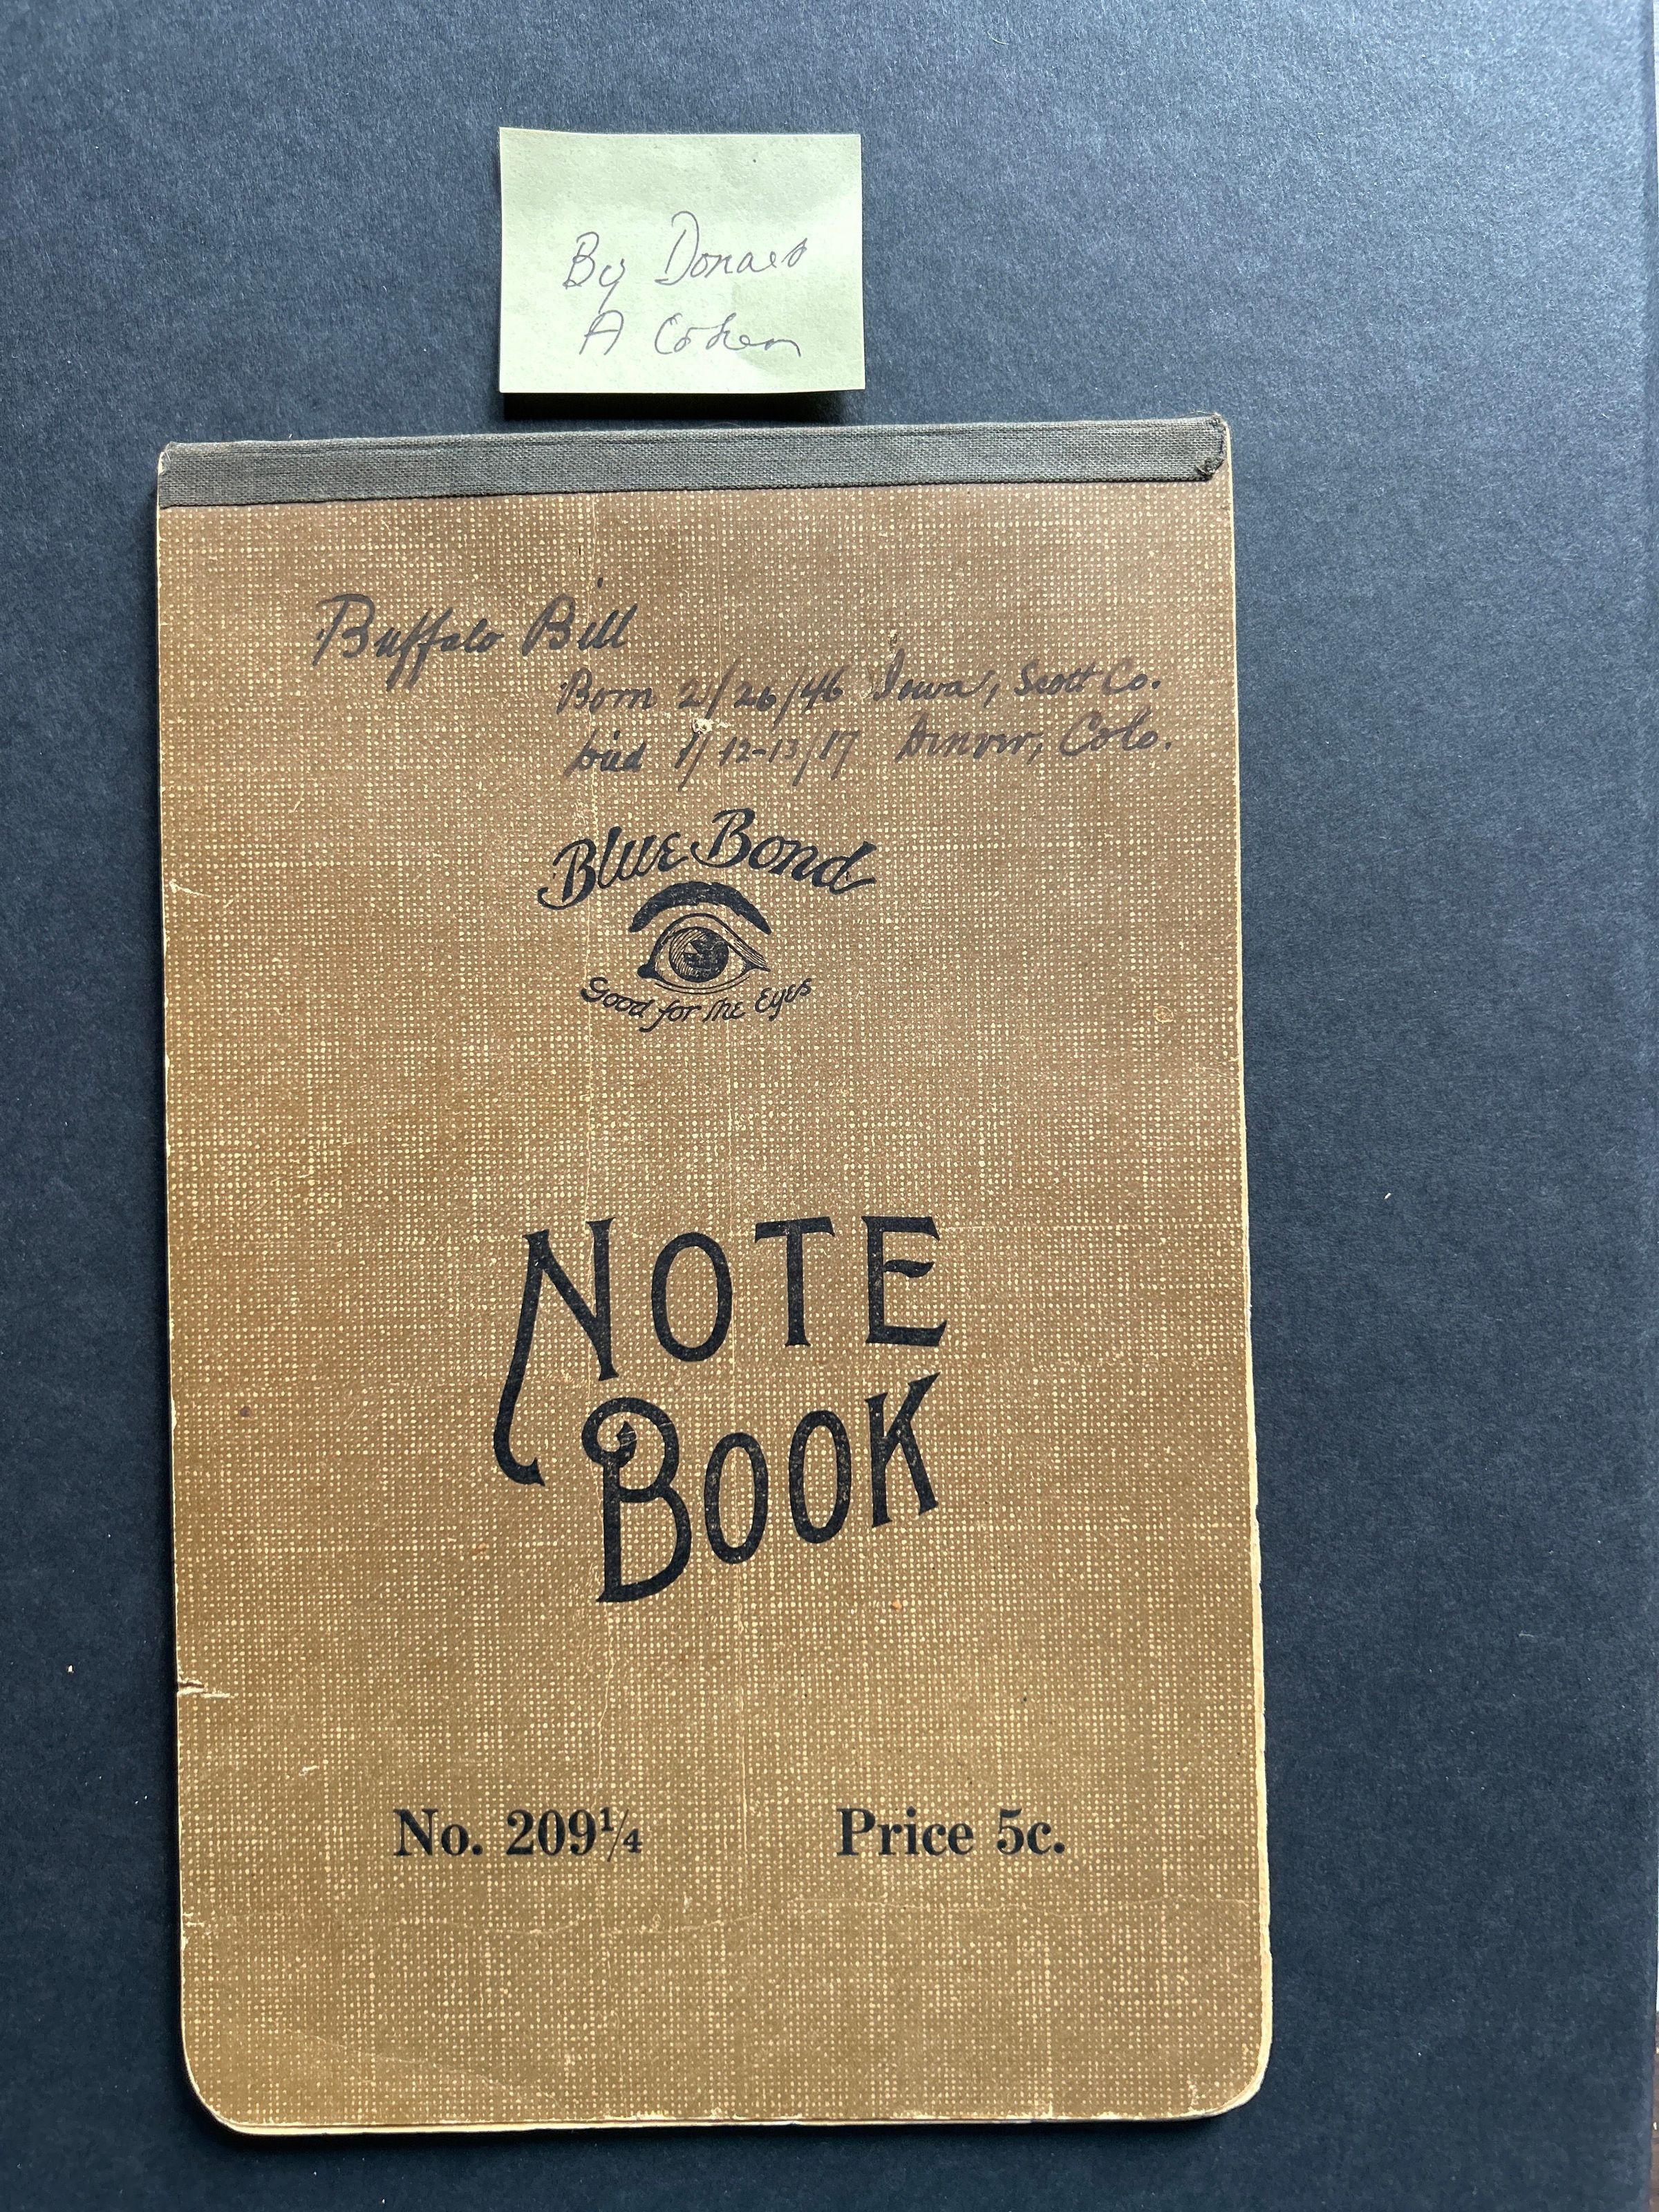 By Donald
A Cohen
Buffalo Bill
Born 2/26/46 Iowa, Scott Co.
Died 1/12-13/17 Denver, Colo.
Blue Bond
Good for the Eyes
NOTE
BOOK
No. 209¼ Price 5c.